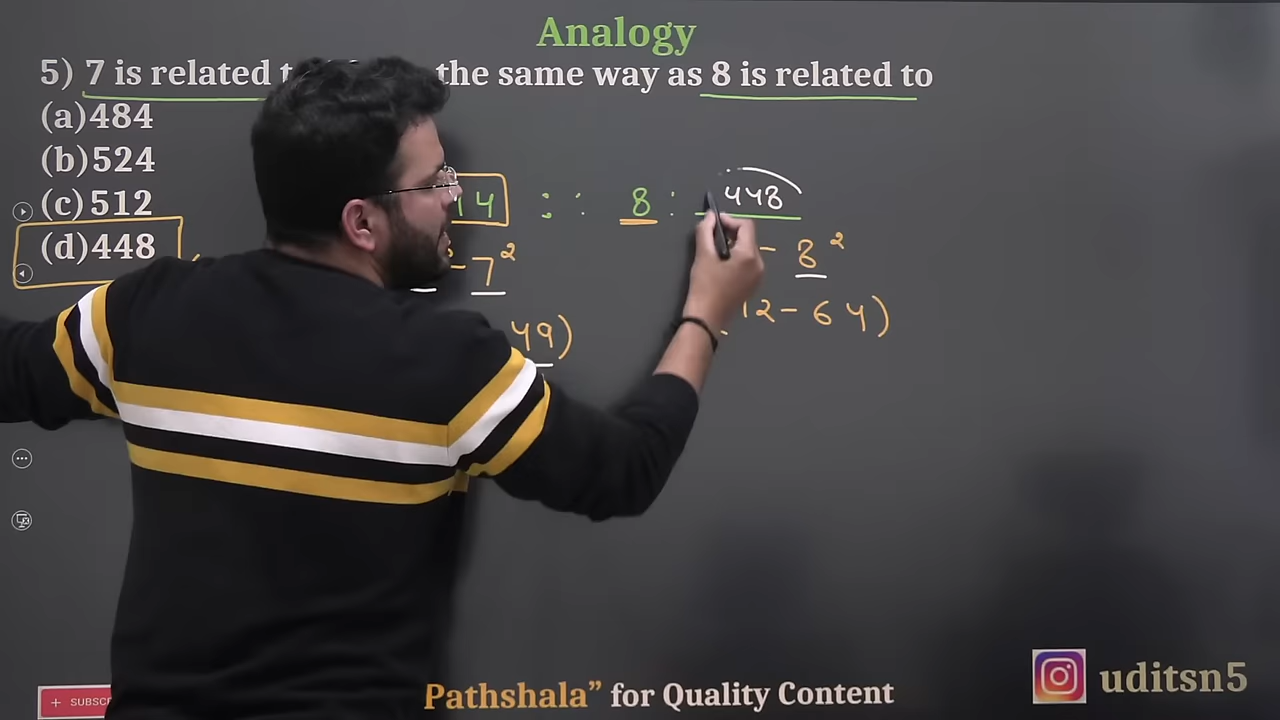 Analogy
5) 7 is related t the same way as 8 is related to
(a)484
(b)524
(c)512
(d)448
14 : : 8 : 448
- 7²
- 8²
49)
12 - 64)
+ SUBSC
Pathshala” for Quality Content
uditsn5